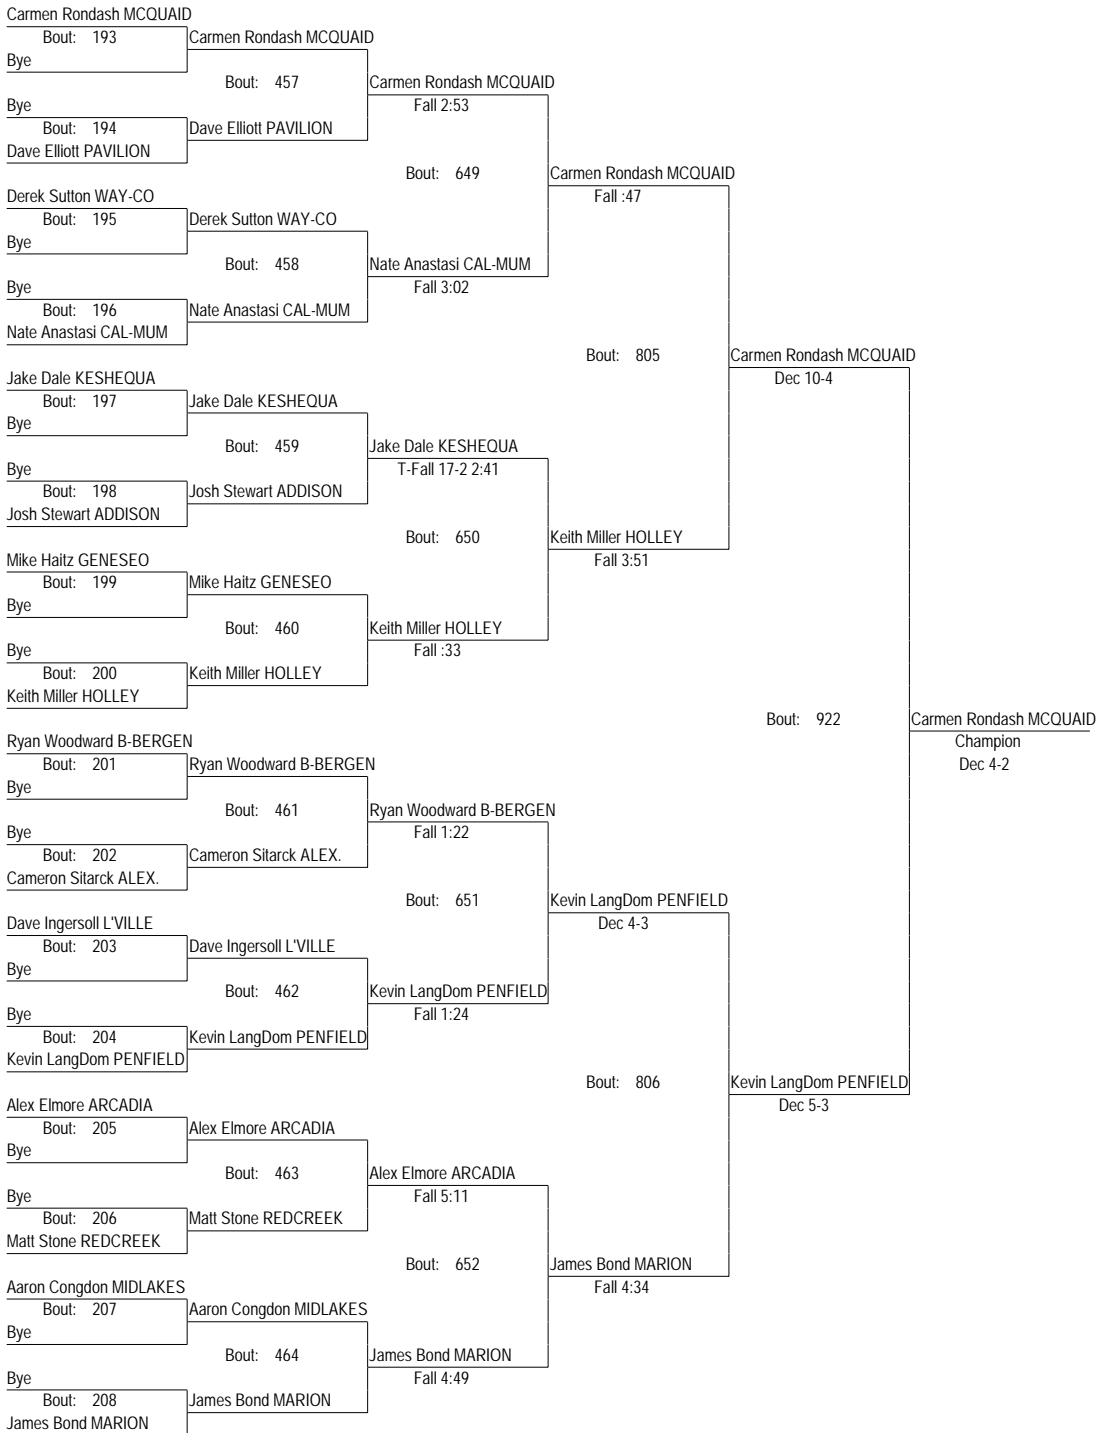 Carmen Rondash MCQUAID
Bout: 193
Carmen Rondash MCQUAID
Bye
Bout: 457
Carmen Rondash MCQUAID
Fall 2:53
Bye
Bout: 194
Dave Elliott PAVILION
Dave Elliott PAVILION
Bout: 649
Carmen Rondash MCQUAID
Fall :47
Derek Sutton WAY-CO
Bout: 195
Derek Sutton WAY-CO
Bye
Bout: 458
Nate Anastasi CAL-MUM
Fall 3:02
Bye
Bout: 196
Nate Anastasi CAL-MUM
Nate Anastasi CAL-MUM
Bout: 805
Carmen Rondash MCQUAID
Dec 10-4
Jake Dale KESHEQUA
Bout: 197
Jake Dale KESHEQUA
Bye
Bout: 459
Jake Dale KESHEQUA
T-Fall 17-2 2:41
Bye
Bout: 198
Josh Stewart ADDISON
Josh Stewart ADDISON
Bout: 650
Keith Miller HOLLEY
Fall 3:51
Mike Haitz GENESEO
Bout: 199
Mike Haitz GENESEO
Bye
Bout: 460
Keith Miller HOLLEY
Fall :33
Bye
Bout: 200
Keith Miller HOLLEY
Keith Miller HOLLEY
Bout: 922
Carmen Rondash MCQUAID
Champion
Dec 4-2
Ryan Woodward B-BERGEN
Bout: 201
Ryan Woodward B-BERGEN
Bye
Bout: 461
Ryan Woodward B-BERGEN
Fall 1:22
Bye
Bout: 202
Cameron Sitarck ALEX.
Cameron Sitarck ALEX.
Bout: 651
Kevin LangDom PENFIELD
Dec 4-3
Dave Ingersoll L'VILLE
Bout: 203
Dave Ingersoll L'VILLE
Bye
Bout: 462
Kevin LangDom PENFIELD
Fall 1:24
Bye
Bout: 204
Kevin LangDom PENFIELD
Kevin LangDom PENFIELD
Bout: 806
Kevin LangDom PENFIELD
Dec 5-3
Alex Elmore ARCADIA
Bout: 205
Alex Elmore ARCADIA
Bye
Bout: 463
Alex Elmore ARCADIA
Fall 5:11
Bye
Bout: 206
Matt Stone REDCREEK
Matt Stone REDCREEK
Bout: 652
James Bond MARION
Fall 4:34
Aaron Congdon MIDLAKES
Bout: 207
Aaron Congdon MIDLAKES
Bye
Bout: 464
James Bond MARION
Fall 4:49
Bye
Bout: 208
James Bond MARION
James Bond MARION